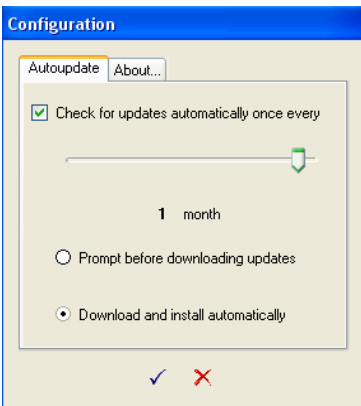 Configuration
Autoupdate About...
Check for updates automatically once every
1 month
Prompt before downloading updates
Download and install automatically